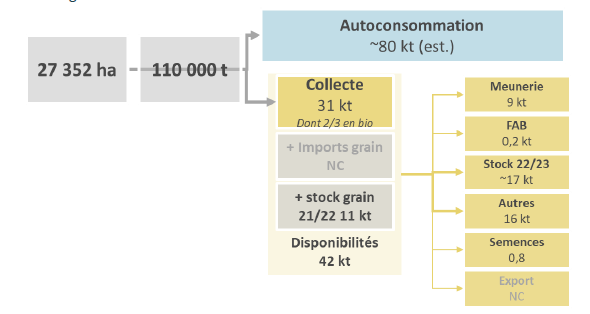 27 352 ha
110 000 t
Autoconsommation
~80 kt (est.)
Collecte
31 kt
Dont 2/3 en bio
+ Imports grain
NC
+ stock grain
21/22 11 kt
Disponibilités
42 kt
Meunerie
9 kt
FAB
0,2 kt
Stock 22/23
~17 kt
Autres
16 kt
Semences
0,8
Export
NC